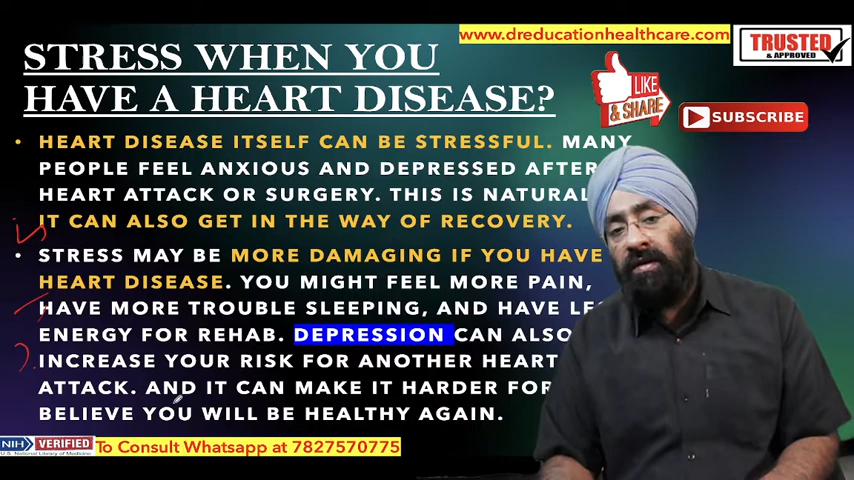 www.dreducationhealthcare.com
TRUSTED
& APPROVED
STRESS WHEN YOU
HAVE A HEART DISEASE?
LIKE
& SHARE
SUBSCRIBE
• HEART DISEASE ITSELF CAN BE STRESSFUL. MANY
PEOPLE FEEL ANXIOUS AND DEPRESSED AFTER
HEART ATTACK OR SURGERY. THIS IS NATURAL
IT CAN ALSO GET IN THE WAY OF RECOVERY.
• STRESS MAY BE MORE DAMAGING IF YOU HAVE
HEART DISEASE. YOU MIGHT FEEL MORE PAIN,
HAVE MORE TROUBLE SLEEPING, AND HAVE
ENERGY FOR REHAB. DEPRESSION CAN ALSO
INCREASE YOUR RISK FOR ANOTHER HEART
ATTACK. AND IT CAN MAKE IT HARDER FOR
BELIEVE YOU WILL BE HEALTHY AGAIN.
NIH VERIFIED
U.S. National Library of Medicine
To Consult Whatsapp at 7827570775